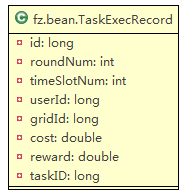 C fz.bean.TaskExecRecord
id: long
roundNum: int
timeSlotNum: int
userId: long
gridId: long
cost: double
reward: double
taskID: long